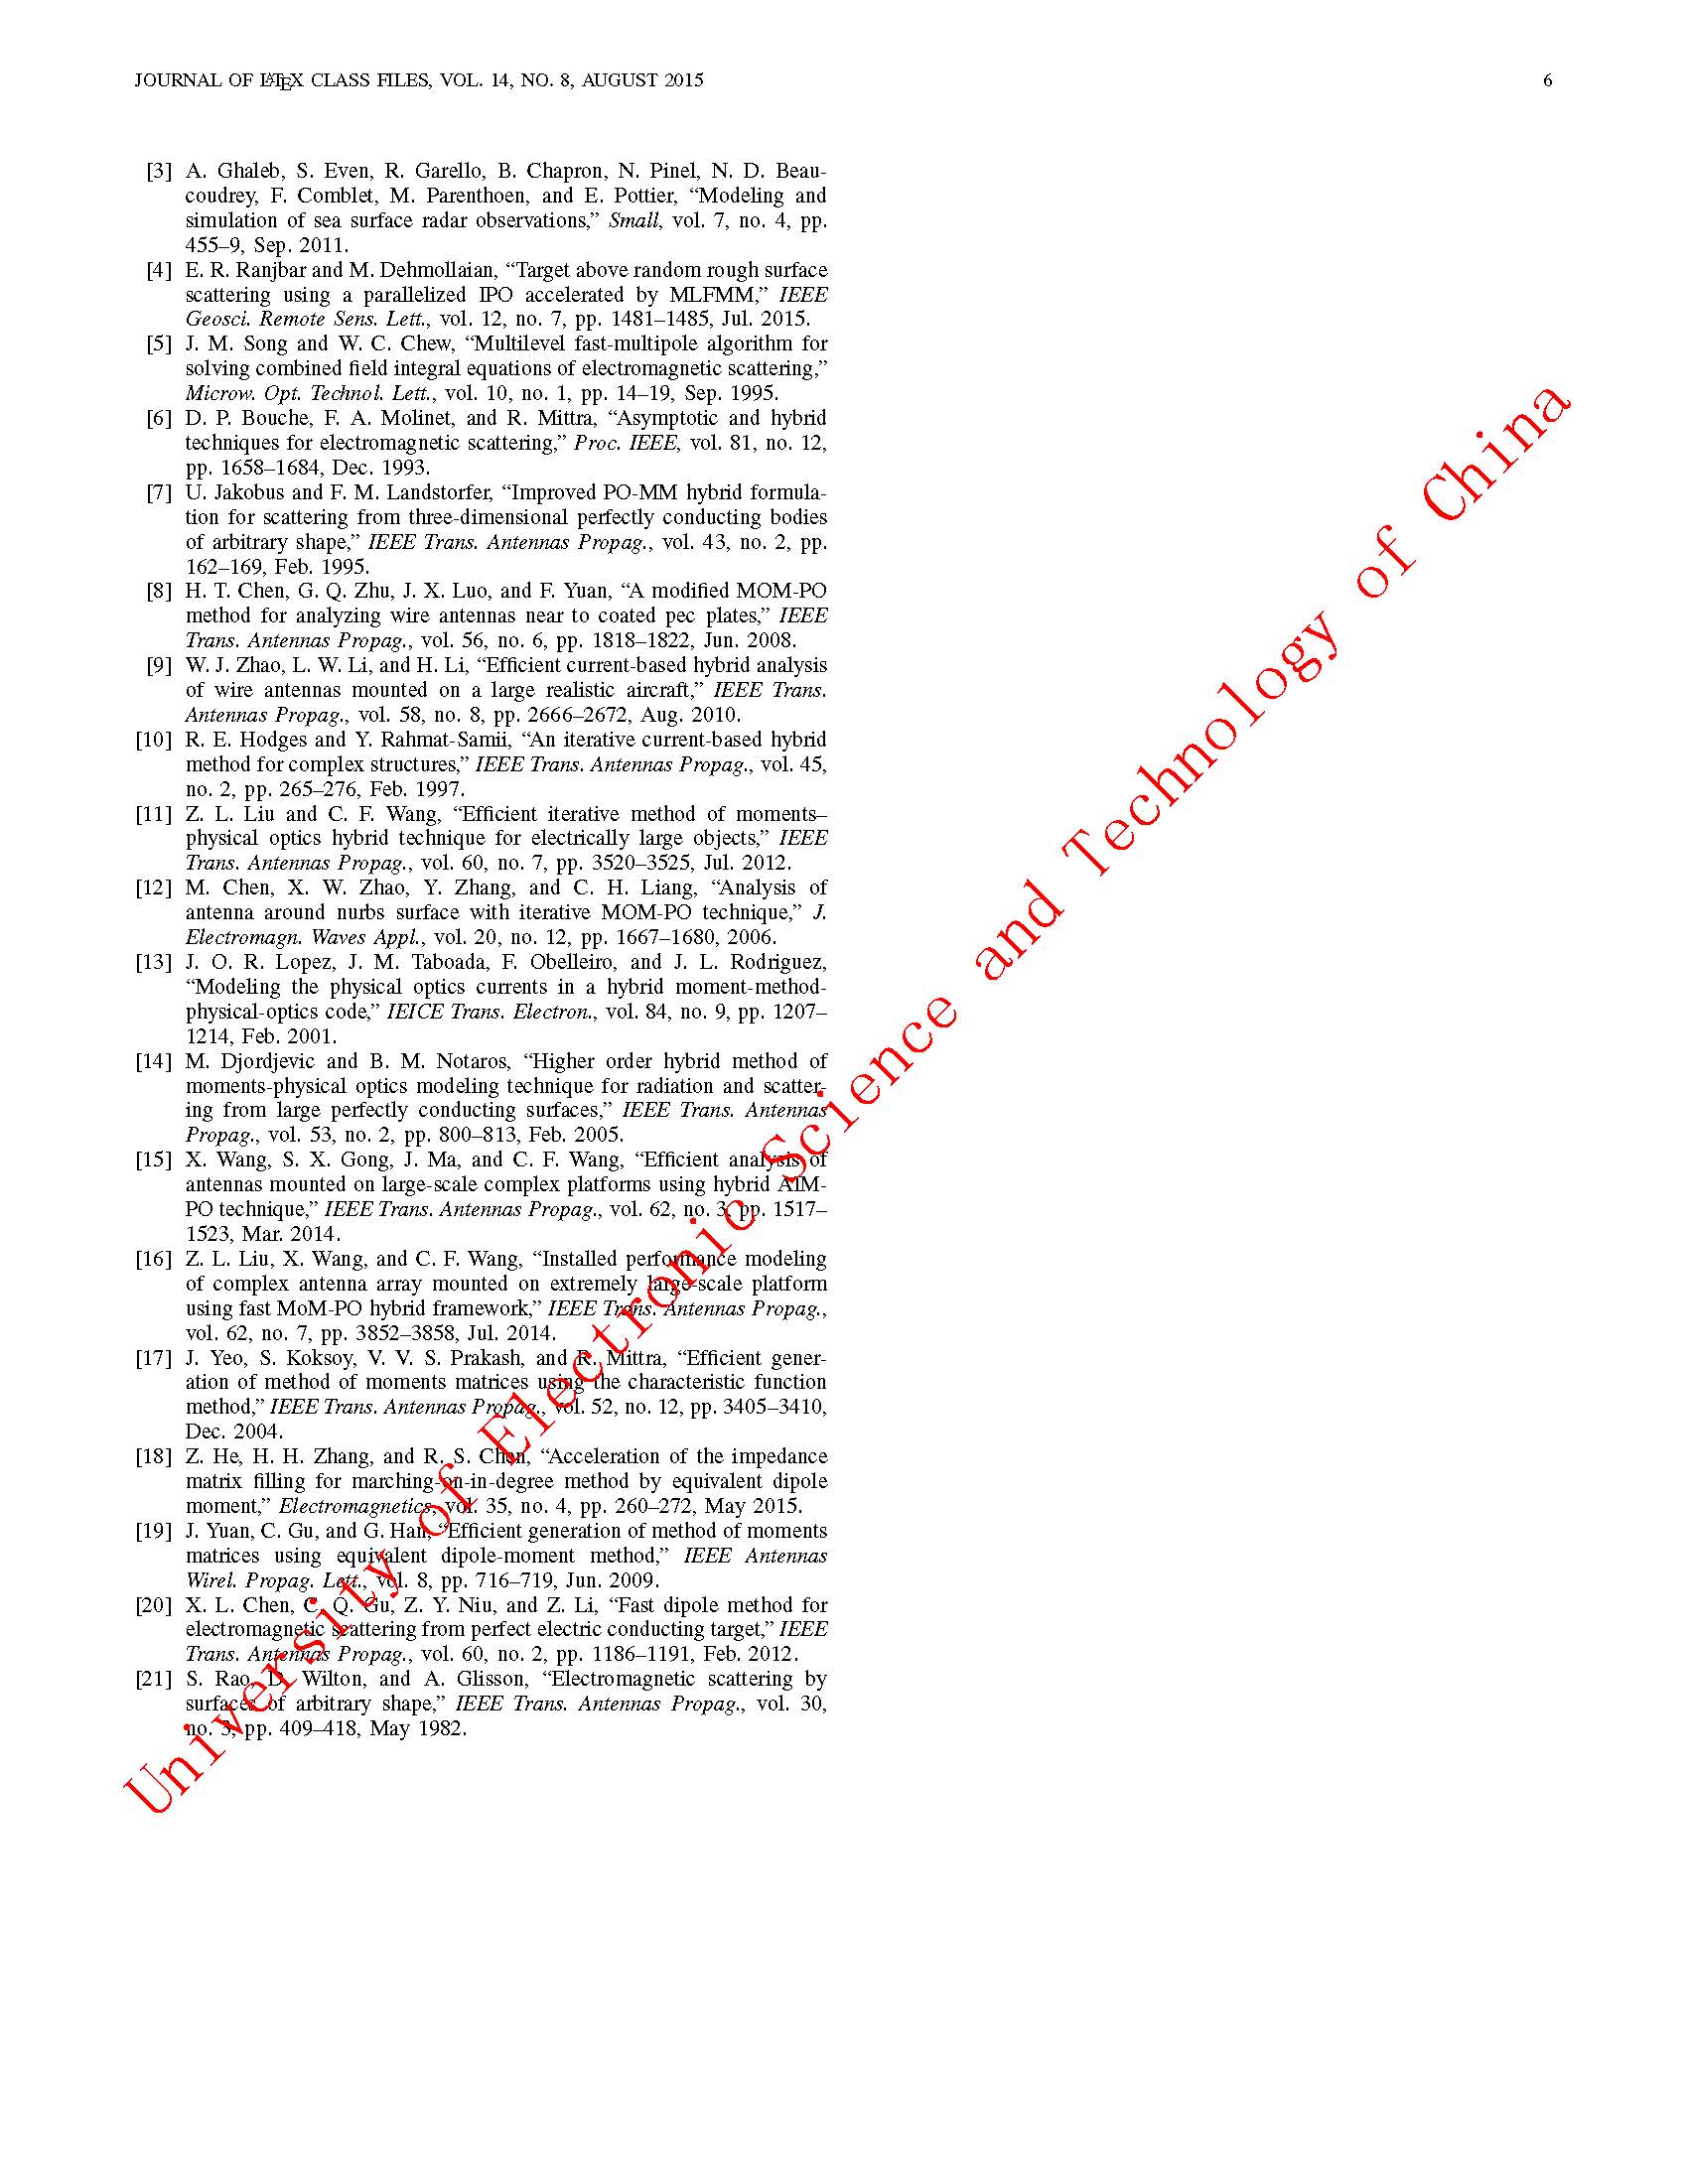 JOURNAL OF LATEX CLASS FILES, VOL. 14, NO. 8, AUGUST 2015 6
[3] A. Ghaleb, S. Even, R. Garello, B. Chapron, N. Pinel, N. D. Beau-
coudrey, F. Comblet, M. Parenthoen, and E. Pottier, “Modeling and
simulation of sea surface radar observations,” Small, vol. 7, no. 4, pp.
455–9, Sep. 2011.
[4] E. R. Ranjbar and M. Dehmollaian, “Target above random rough surface
scattering using a parallelized IPO accelerated by MLFMM,” IEEE
Geosci. Remote Sens. Lett., vol. 12, no. 7, pp. 1481–1485, Jul. 2015.
[5] J. M. Song and W. C. Chew, “Multilevel fast-multipole algorithm for
solving combined field integral equations of electromagnetic scattering,”
Microw. Opt. Technol. Lett., vol. 10, no. 1, pp. 14–19, Sep. 1995.
[6] D. P. Bouche, F. A. Molinet, and R. Mittra, “Asymptotic and hybrid
techniques for electromagnetic scattering,” Proc. IEEE, vol. 81, no. 12,
pp. 1658–1684, Dec. 1993.
[7] U. Jakobus and F. M. Landstorfer, “Improved PO-MM hybrid formula-
tion for scattering from three-dimensional perfectly conducting bodies
of arbitrary shape,” IEEE Trans. Antennas Propag., vol. 43, no. 2, pp.
162–169, Feb. 1995.
[8] H. T. Chen, G. Q. Zhu, J. X. Luo, and F. Yuan, “A modified MOM-PO
method for analyzing wire antennas near to coated pec plates,” IEEE
Trans. Antennas Propag., vol. 56, no. 6, pp. 1818–1822, Jun. 2008.
[9] W. J. Zhao, L. W. Li, and H. Li, “Efficient current-based hybrid analysis
of wire antennas mounted on a large realistic aircraft,” IEEE Trans.
Antennas Propag., vol. 58, no. 8, pp. 2666–2672, Aug. 2010.
[10] R. E. Hodges and Y. Rahmat-Samii, “An iterative current-based hybrid
method for complex structures,” IEEE Trans. Antennas Propag., vol. 45,
no. 2, pp. 265–276, Feb. 1997.
[11] Z. L. Liu and C. F. Wang, “Efficient iterative method of moments–
physical optics hybrid technique for electrically large objects,” IEEE
Trans. Antennas Propag., vol. 60, no. 7, pp. 3520–3525, Jul. 2012.
[12] M. Chen, X. W. Zhao, Y. Zhang, and C. H. Liang, “Analysis of
antenna around nurbs surface with iterative MOM-PO technique,” J.
Electromagn. Waves Appl., vol. 20, no. 12, pp. 1667–1680, 2006.
[13] J. O. R. Lopez, J. M. Taboada, F. Obelleiro, and J. L. Rodriguez,
“Modeling the physical optics currents in a hybrid moment-method-
physical-optics code,” IEICE Trans. Electron., vol. 84, no. 9, pp. 1207–
1214, Feb. 2001.
[14] M. Djordjevic and B. M. Notaros, “Higher order hybrid method of
moments-physical optics modeling technique for radiation and scatter-
ing from large perfectly conducting surfaces,” IEEE Trans. Antennas
Propag., vol. 53, no. 2, pp. 800–813, Feb. 2005.
[15] X. Wang, S. X. Gong, J. Ma, and C. F. Wang, “Efficient analysis of
antennas mounted on large-scale complex platforms using hybrid AIM-
PO technique,” IEEE Trans. Antennas Propag., vol. 62, no. 3, pp. 1517–
1523, Mar. 2014.
[16] Z. L. Liu, X. Wang, and C. F. Wang, “Installed performance modeling
of complex antenna array mounted on extremely large-scale platform
using fast MoM-PO hybrid framework,” IEEE Trans. Antennas Propag.,
vol. 62, no. 7, pp. 3852–3858, Jul. 2014.
[17] J. Yeo, S. Koksoy, V. V. S. Prakash, and R. Mittra, “Efficient gener-
ation of method of moments matrices using the characteristic function
method,” IEEE Trans. Antennas Propag., vol. 52, no. 12, pp. 3405–3410,
Dec. 2004.
[18] Z. He, H. H. Zhang, and R. S. Chen, “Acceleration of the impedance
matrix filling for marching-on-in-degree method by equivalent dipole
moment,” Electromagnetics, vol. 35, no. 4, pp. 260–272, May 2015.
[19] J. Yuan, C. Gu, and G. Han, “Efficient generation of method of moments
matrices using equivalent dipole-moment method,” IEEE Antennas
Wirel. Propag. Lett., vol. 8, pp. 716–719, Jun. 2009.
[20] X. L. Chen, C. Q. Gu, Z. Y. Niu, and Z. Li, “Fast dipole method for
electromagnetic scattering from perfect electric conducting target,” IEEE
Trans. Antennas Propag., vol. 60, no. 2, pp. 1186–1191, Feb. 2012.
[21] S. Rao, D. Wilton, and A. Glisson, “Electromagnetic scattering by
surfaces of arbitrary shape,” IEEE Trans. Antennas Propag., vol. 30,
no. 3, pp. 409–418, May 1982.
University of Electronic Science and Technology of China